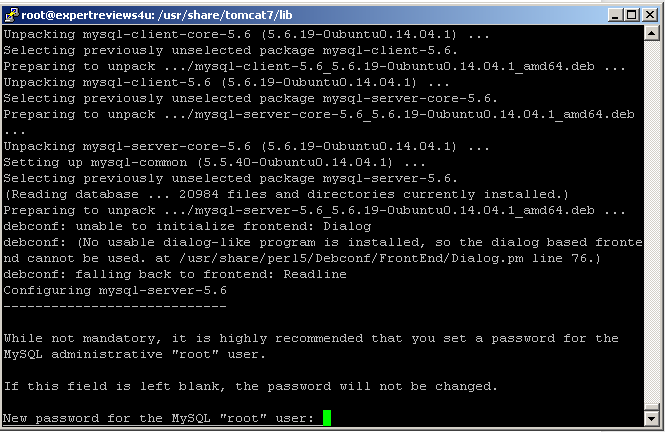 root@expertreviews4u: /usr/share/tomcat7/lib
Unpacking mysql-client-core-5.6 (5.6.19-0ubuntu0.14.04.1) ...
Selecting previously unselected package mysql-client-5.6.
Preparing to unpack .../mysql-client-5.6_5.6.19-0ubuntu0.14.04.1_amd64.deb ...
Unpacking mysql-client-5.6 (5.6.19-0ubuntu0.14.04.1) ...
Selecting previously unselected package mysql-server-core-5.6.
Preparing to unpack .../mysql-server-core-5.6_5.6.19-0ubuntu0.14.04.1_amd64.deb
...
Unpacking mysql-server-core-5.6 (5.6.19-0ubuntu0.14.04.1) ...
Setting up mysql-common (5.5.40-0ubuntu0.14.04.1) ...
Selecting previously unselected package mysql-server-5.6.
(Reading database ... 20984 files and directories currently installed.)
Preparing to unpack .../mysql-server-5.6_5.6.19-0ubuntu0.14.04.1_amd64.deb ...
debconf: unable to initialize frontend: Dialog
debconf: (No usable dialog-like program is installed, so the dialog based fronte
nd cannot be used. at /usr/share/perl5/Debconf/FrontEnd/Dialog.pm line 76.)
debconf: falling back to frontend: Readline
Configuring mysql-server-5.6
----------------------------
While not mandatory, it is highly recommended that you set a password for the
MySQL administrative "root" user.
If this field is left blank, the password will not be changed.
New password for the MySQL "root" user: